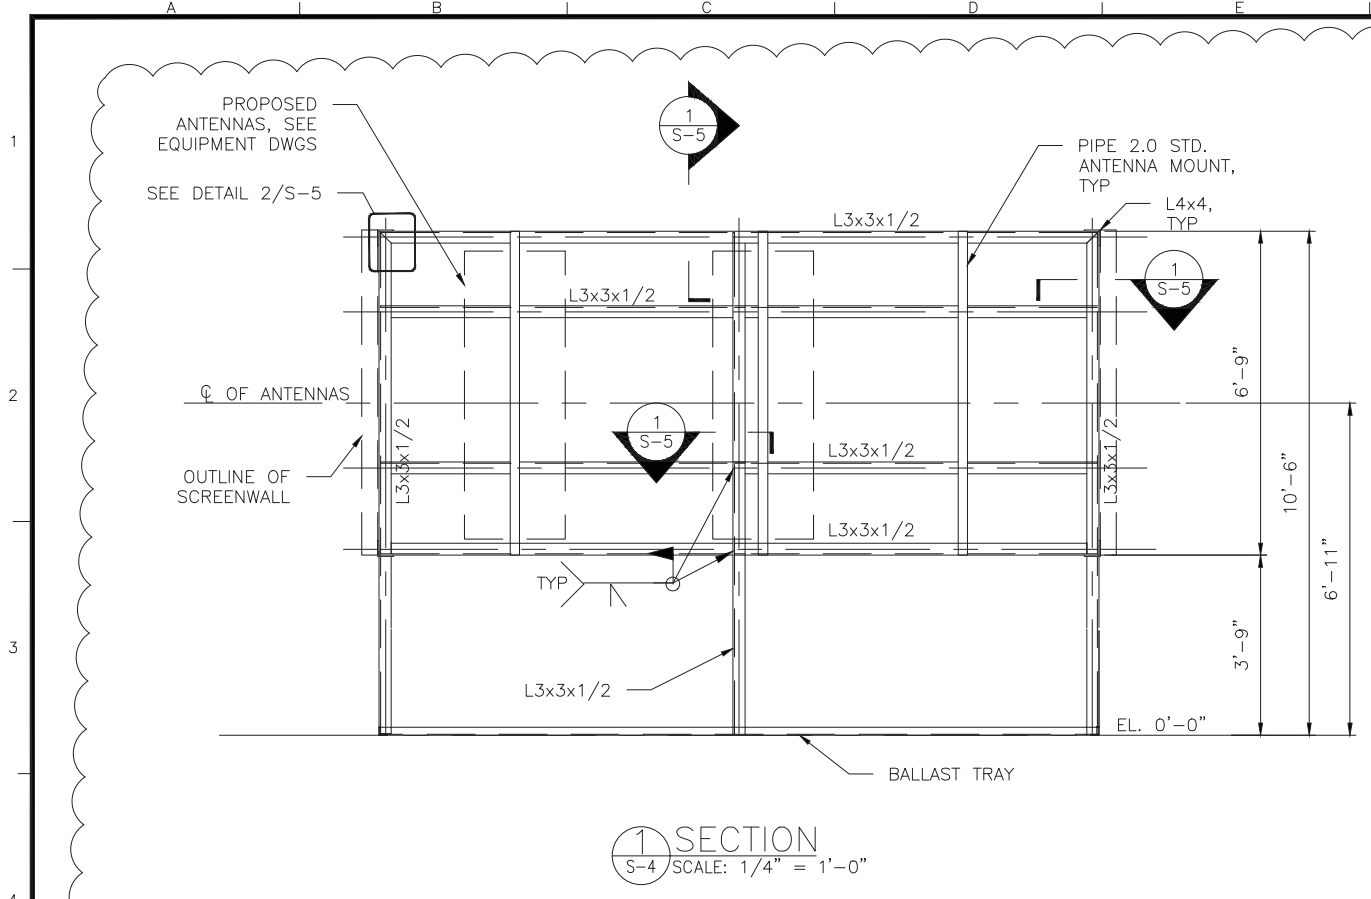 A B C D E
1
2
3
4
PROPOSED
ANTENNAS, SEE
EQUIPMENT DWGS
SEE DETAIL 2/S-5
1
S-5
PIPE 2.0 STD.
ANTENNA MOUNT,
TYP
L4x4,
TYP
L3x3x1/2
1
S-5
L3x3x1/2
℄ OF ANTENNAS
1
S-5
6'-9"
L3x3x1/2
L3x3x1/2
L3x3x1/2
10'-6"
OUTLINE OF
SCREENWALL
L3x3x1/2
6'-11"
TYP
3'-9"
L3x3x1/2
EL. 0'-0"
BALLAST TRAY
1
S-4
SECTION
SCALE: 1/4" = 1'-0"